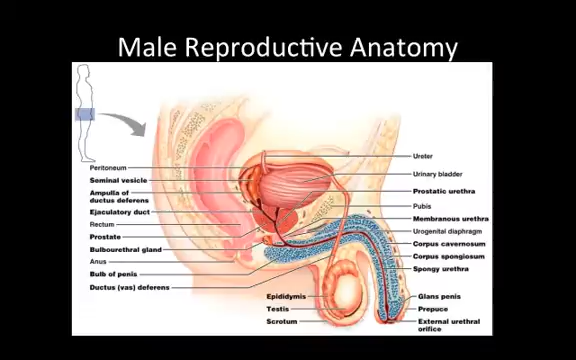 Male Reproductive Anatomy
Peritoneum
Seminal vesicle
Ampulla of
ductus deferens
Ejaculatory duct
Rectum
Prostate
Bulbourethral gland
Anus
Bulb of penis
Ductus (vas) deferens
Epididymis
Testis
Scrotum
Ureter
Urinary bladder
Prostatic urethra
Pubis
Membranous urethra
Urogenital diaphragm
Corpus cavernosum
Corpus spongiosum
Spongy urethra
Glans penis
Prepuce
External urethral
orifice